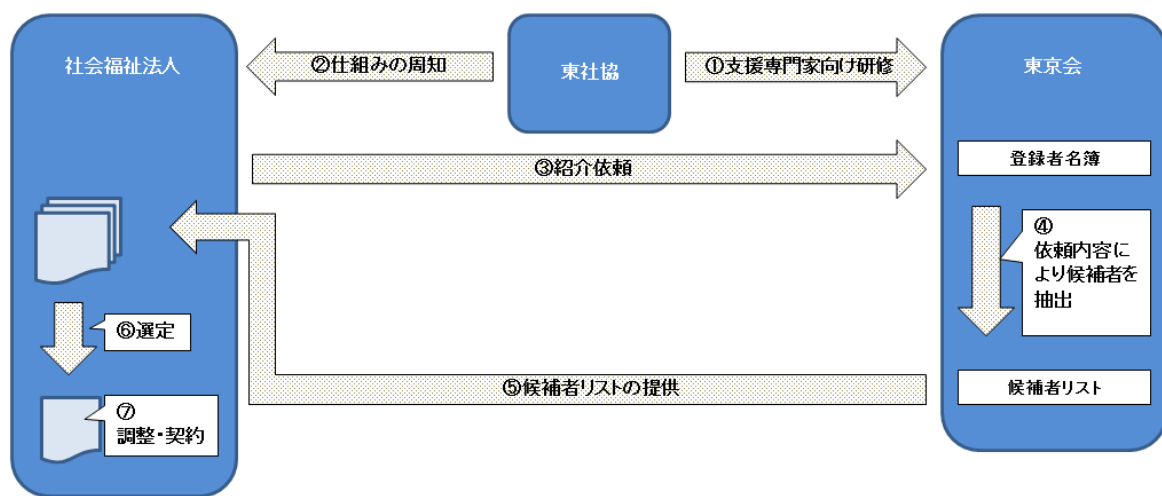 社会福祉法人
②仕組みの周知
東社協
①支援専門家向け研修
東京会
③紹介依頼
登録者名簿
④
依頼内容に
より候補者を
抽出
⑥選定
⑤候補者リストの提供
候補者リスト
⑦
調整・契約